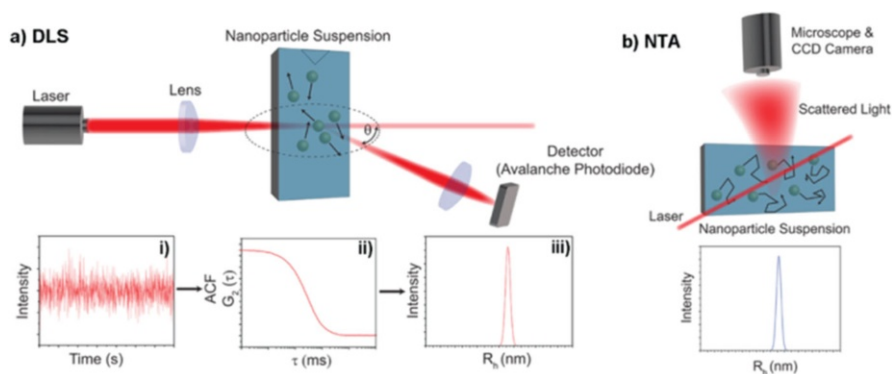 a) DLS
Nanoparticle Suspension
Laser
Lens
θ
Detector
(Avalanche Photodiode)
i)
Intensity
Time (s)
ii)
ACF
G₂(τ)
τ (ms)
iii)
Intensity
Rₕ (nm)
b) NTA
Microscope &
CCD Camera
Scattered Light
Laser
Nanoparticle Suspension
Intensity
Rₕ (nm)